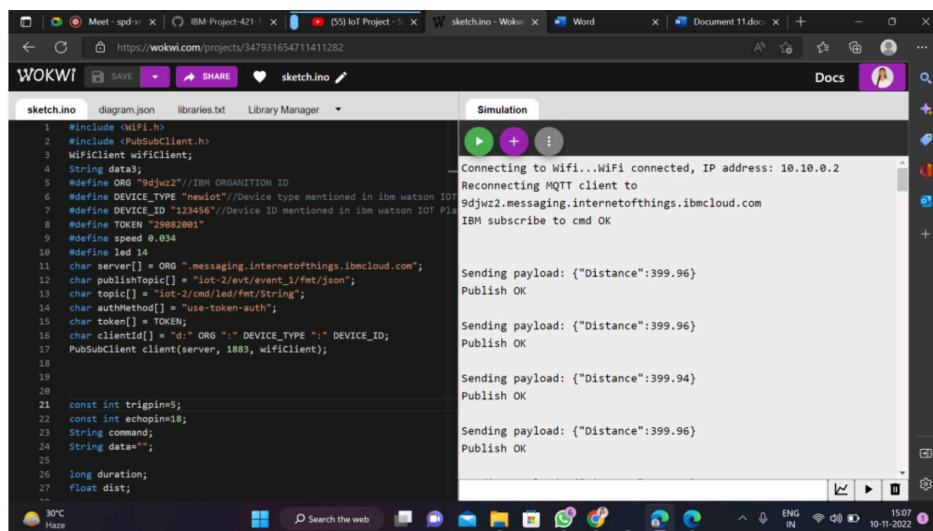 Meet - spd-x
IBM-Project-421-1
(55) IoT Project - S
sketch.ino - Wokwi
Word
Document 11.doc
https://wokwi.com/projects/347931654711411282
WOKWI
SAVE
SHARE
sketch.ino
Docs
sketch.ino
diagram.json
libraries.txt
Library Manager
1 #include <WiFi.h>
2 #include <PubSubClient.h>
3 WiFiClient wifiClient;
4 String data3;
5 #define ORG "9djwz2"//IBM ORGANITION ID
6 #define DEVICE_TYPE "newiot"//Device type mentioned in ibm watson IOT
7 #define DEVICE_ID "123456"//Device ID mentioned in ibm watson IOT Pla
8 #define TOKEN "29082001"
9 #define speed 0.034
10 #define led 14
11 char server[] = ORG ".messaging.internetofthings.ibmcloud.com";
12 char publishTopic[] = "iot-2/evt/event_1/fmt/json";
13 char topic[] = "iot-2/cmd/led/fmt/String";
14 char authMethod[] = "use-token-auth";
15 char token[] = TOKEN;
16 char clientId[] = "d:" ORG ":" DEVICE_TYPE ":" DEVICE_ID;
17 PubSubClient client(server, 1883, wifiClient);
18
19
20
21 const int trigpin=5;
22 const int echopin=18;
23 String command;
24 String data="";
25
26 long duration;
27 float dist;
Simulation
Connecting to Wifi...WiFi connected, IP address: 10.10.0.2
Reconnecting MQTT client to
9djwz2.messaging.internetofthings.ibmcloud.com
IBM subscribe to cmd OK
Sending payload: {"Distance":399.96}
Publish OK
Sending payload: {"Distance":399.96}
Publish OK
Sending payload: {"Distance":399.94}
Publish OK
Sending payload: {"Distance":399.96}
Publish OK
30°C
Haze
Search the web
ENG
IN
15:07
10-11-2022